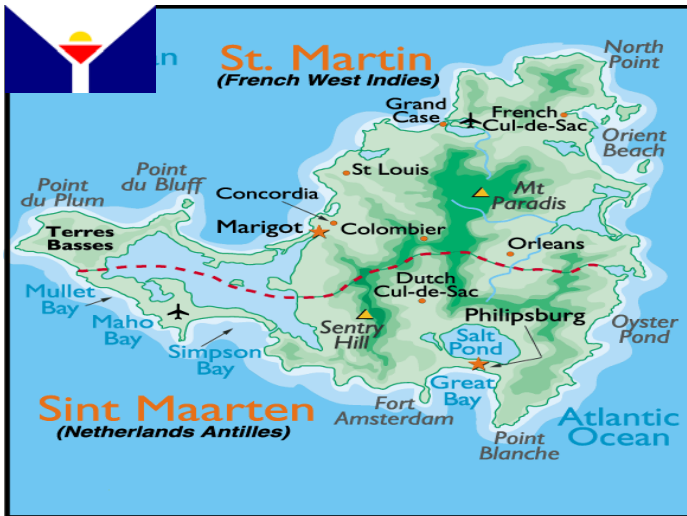 an
St. Martin
(French West Indies)
North
Point
Grand
Case
French
Cul-de-Sac
Orient
Beach
Point
du Bluff
St Louis
Point
du Plum
Concordia
Mt
Paradis
Marigot
Colombier
Terres
Basses
Orleans
Dutch
Cul-de-Sac
Mullet
Bay
Maho
Bay
Sentry
Hill
Philipsburg
Oyster
Pond
Simpson
Bay
Salt
Pond
Great
Bay
Sint Maarten
(Netherlands Antilles)
Fort
Amsterdam
Atlantic
Ocean
Point
Blanche